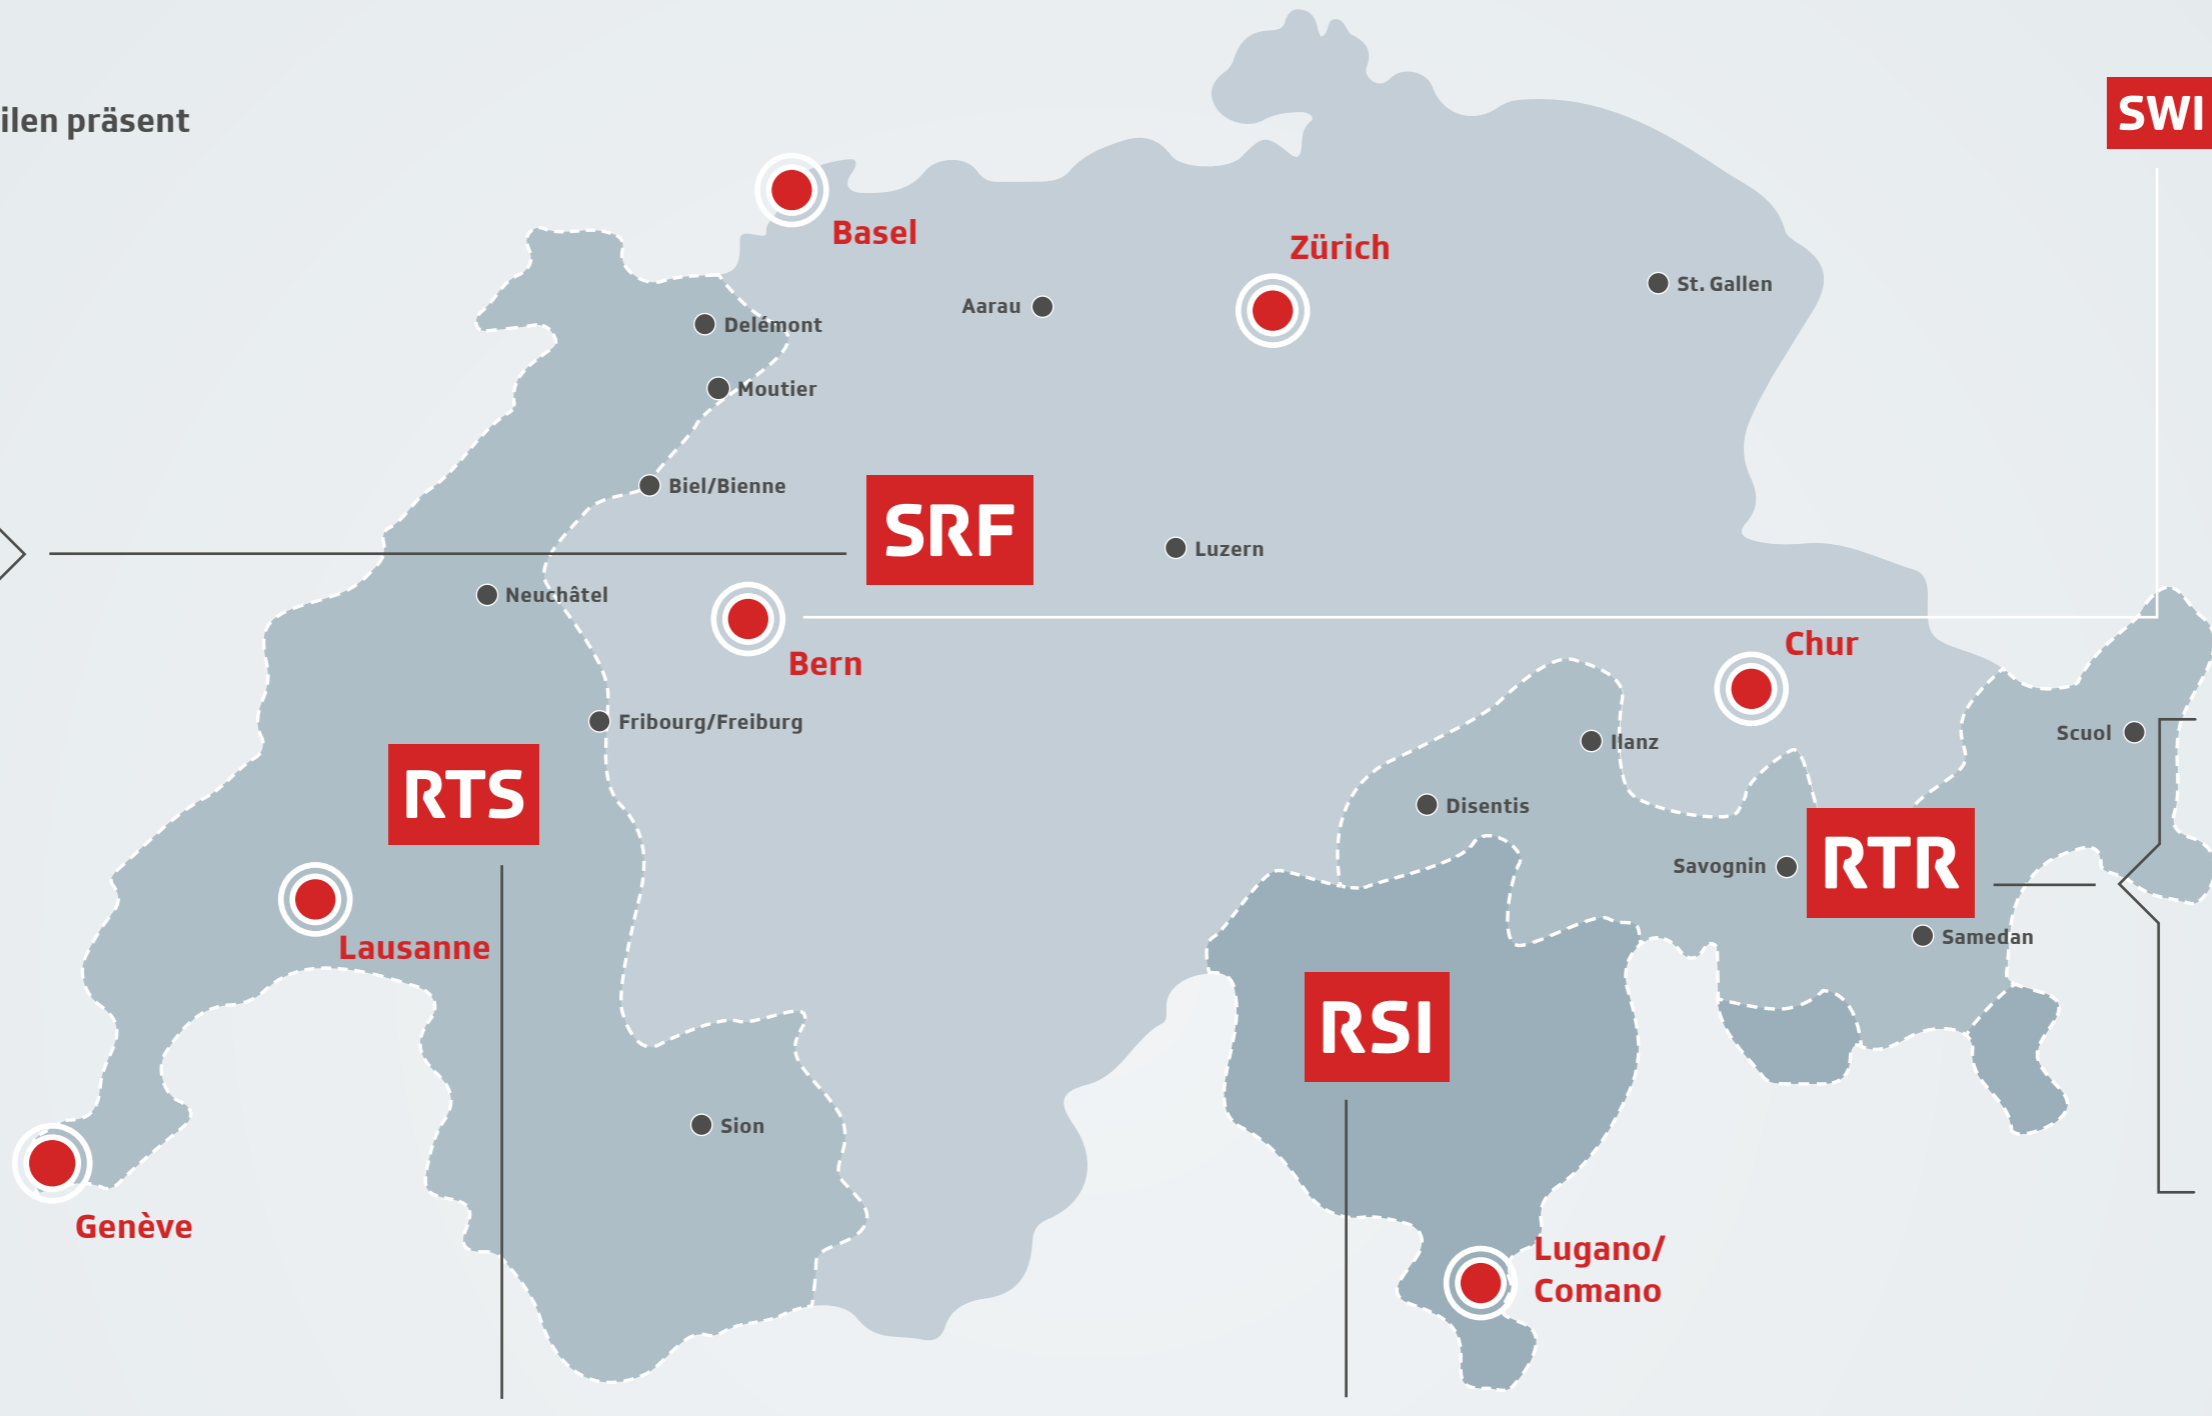 ilen präsent
SWI
Basel
Zürich
St. Gallen
Aarau
Delémont
Moutier
Biel/Bienne
SRF
Luzern
Neuchâtel
Bern
Chur
Fribourg/Freiburg
Scuol
Ilanz
RTS
Disentis
Savognin
RTR
Lausanne
Samedan
RSI
Sion
Genève
Lugano/
Comano